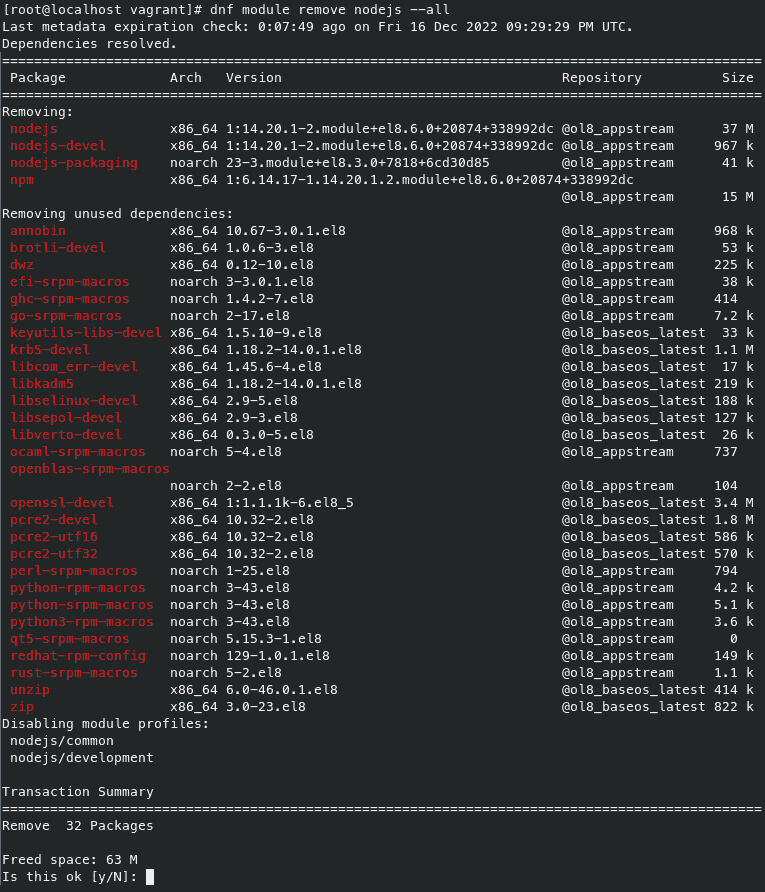 [root@localhost vagrant]# dnf module remove nodejs --all
Last metadata expiration check: 0:07:49 ago on Fri 16 Dec 2022 09:29:29 PM UTC.
Dependencies resolved.
================================================================================================
 Package            Arch   Version                                   Repository          Size
================================================================================================
Removing:
 nodejs             x86_64 1:14.20.1-2.module+el8.6.0+20874+338992dc @ol8_appstream      37 M
 nodejs-devel       x86_64 1:14.20.1-2.module+el8.6.0+20874+338992dc @ol8_appstream     967 k
 nodejs-packaging   noarch 23-3.module+el8.3.0+7818+6cd30d85         @ol8_appstream      41 k
 npm                x86_64 1:6.14.17-1.14.20.1.2.module+el8.6.0+20874+338992dc
                                                                     @ol8_appstream      15 M
Removing unused dependencies:
 annobin            x86_64 10.67-3.0.1.el8                           @ol8_appstream     968 k
 brotli-devel       x86_64 1.0.6-3.el8                               @ol8_appstream      53 k
 dwz                x86_64 0.12-10.el8                               @ol8_appstream     225 k
 efi-srpm-macros    noarch 3-3.0.1.el8                               @ol8_appstream      38 k
 ghc-srpm-macros    noarch 1.4.2-7.el8                               @ol8_appstream     414
 go-srpm-macros     noarch 2-17.el8                                  @ol8_appstream     7.2 k
 keyutils-libs-devel x86_64 1.5.10-9.el8                             @ol8_baseos_latest  33 k
 krb5-devel         x86_64 1.18.2-14.0.1.el8                         @ol8_baseos_latest 1.1 M
 libcom_err-devel   x86_64 1.45.6-4.el8                              @ol8_baseos_latest  17 k
 libkadm5           x86_64 1.18.2-14.0.1.el8                         @ol8_baseos_latest 219 k
 libselinux-devel   x86_64 2.9-5.el8                                 @ol8_baseos_latest 188 k
 libsepol-devel     x86_64 2.9-3.el8                                 @ol8_baseos_latest 127 k
 libverto-devel     x86_64 0.3.0-5.el8                               @ol8_baseos_latest  26 k
 ocaml-srpm-macros  noarch 5-4.el8                                   @ol8_appstream     737
 openblas-srpm-macros
                    noarch 2-2.el8                                   @ol8_appstream     104
 openssl-devel      x86_64 1:1.1.1k-6.el8_5                          @ol8_baseos_latest 3.4 M
 pcre2-devel        x86_64 10.32-2.el8                               @ol8_baseos_latest 1.8 M
 pcre2-utf16        x86_64 10.32-2.el8                               @ol8_baseos_latest 586 k
 pcre2-utf32        x86_64 10.32-2.el8                               @ol8_baseos_latest 570 k
 perl-srpm-macros   noarch 1-25.el8                                  @ol8_appstream     794
 python-rpm-macros  noarch 3-43.el8                                  @ol8_appstream     4.2 k
 python-srpm-macros noarch 3-43.el8                                  @ol8_appstream     5.1 k
 python3-rpm-macros noarch 3-43.el8                                  @ol8_appstream     3.6 k
 qt5-srpm-macros    noarch 5.15.3-1.el8                              @ol8_appstream       0
 redhat-rpm-config  noarch 129-1.0.1.el8                             @ol8_appstream     149 k
 rust-srpm-macros   noarch 5-2.el8                                   @ol8_appstream     1.1 k
 unzip              x86_64 6.0-46.0.1.el8                            @ol8_baseos_latest 414 k
 zip                x86_64 3.0-23.el8                                @ol8_baseos_latest 822 k
Disabling module profiles:
 nodejs/common
 nodejs/development
Transaction Summary
================================================================================================
Remove  32 Packages
Freed space: 63 M
Is this ok [y/N]: